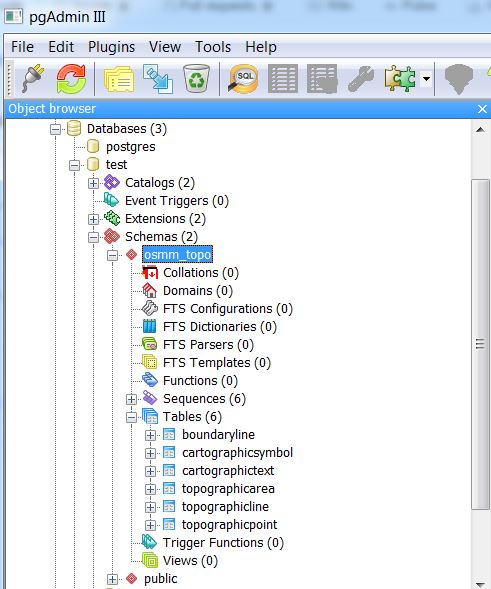 pgAdmin III
File Edit Plugins View Tools Help
SQL
Object browser
Databases (3)
postgres
test
Catalogs (2)
Event Triggers (0)
Extensions (2)
Schemas (2)
osmm_topo
Collations (0)
Domains (0)
FTS Configurations (0)
FTS Dictionaries (0)
FTS Parsers (0)
FTS Templates (0)
Functions (0)
Sequences (6)
Tables (6)
boundaryline
cartographicsymbol
cartographictext
topographicarea
topographicline
topographicpoint
Trigger Functions (0)
Views (0)
public